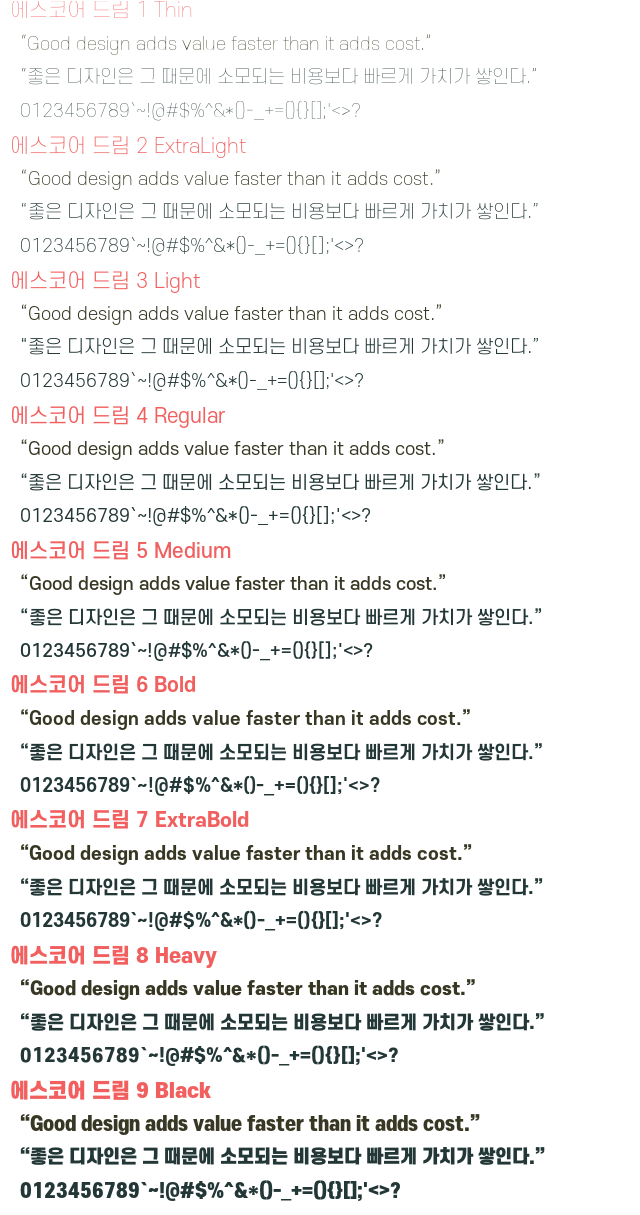 에스코어 드림 1 Thin
“Good design adds value faster than it adds cost.”
“좋은 디자인은 그 때문에 소모되는 비용보다 빠르게 가치가 쌓인다.”
0123456789`~!@#$%^&*()-_+=(){}[];'<>?
에스코어 드림 2 ExtraLight
“Good design adds value faster than it adds cost.”
“좋은 디자인은 그 때문에 소모되는 비용보다 빠르게 가치가 쌓인다.”
0123456789`~!@#$%^&*()-_+=(){}[];'<>?
에스코어 드림 3 Light
“Good design adds value faster than it adds cost.”
“좋은 디자인은 그 때문에 소모되는 비용보다 빠르게 가치가 쌓인다.”
0123456789`~!@#$%^&*()-_+=(){}[];'<>?
에스코어 드림 4 Regular
“Good design adds value faster than it adds cost.”
“좋은 디자인은 그 때문에 소모되는 비용보다 빠르게 가치가 쌓인다.”
0123456789`~!@#$%^&*()-_+=(){}[];'<>?
에스코어 드림 5 Medium
“Good design adds value faster than it adds cost.”
“좋은 디자인은 그 때문에 소모되는 비용보다 빠르게 가치가 쌓인다.”
0123456789`~!@#$%^&*()-_+=(){}[];'<>?
에스코어 드림 6 Bold
“Good design adds value faster than it adds cost.”
“좋은 디자인은 그 때문에 소모되는 비용보다 빠르게 가치가 쌓인다.”
0123456789`~!@#$%^&*()-_+=(){}[];'<>?
에스코어 드림 7 ExtraBold
“Good design adds value faster than it adds cost.”
“좋은 디자인은 그 때문에 소모되는 비용보다 빠르게 가치가 쌓인다.”
0123456789`~!@#$%^&*()-_+=(){}[];'<>?
에스코어 드림 8 Heavy
“Good design adds value faster than it adds cost.”
“좋은 디자인은 그 때문에 소모되는 비용보다 빠르게 가치가 쌓인다.”
0123456789`~!@#$%^&*()-_+=(){}[];'<>?
에스코어 드림 9 Black
“Good design adds value faster than it adds cost.”
“좋은 디자인은 그 때문에 소모되는 비용보다 빠르게 가치가 쌓인다.”
0123456789`~!@#$%^&*()-_+=(){}[];'<>?